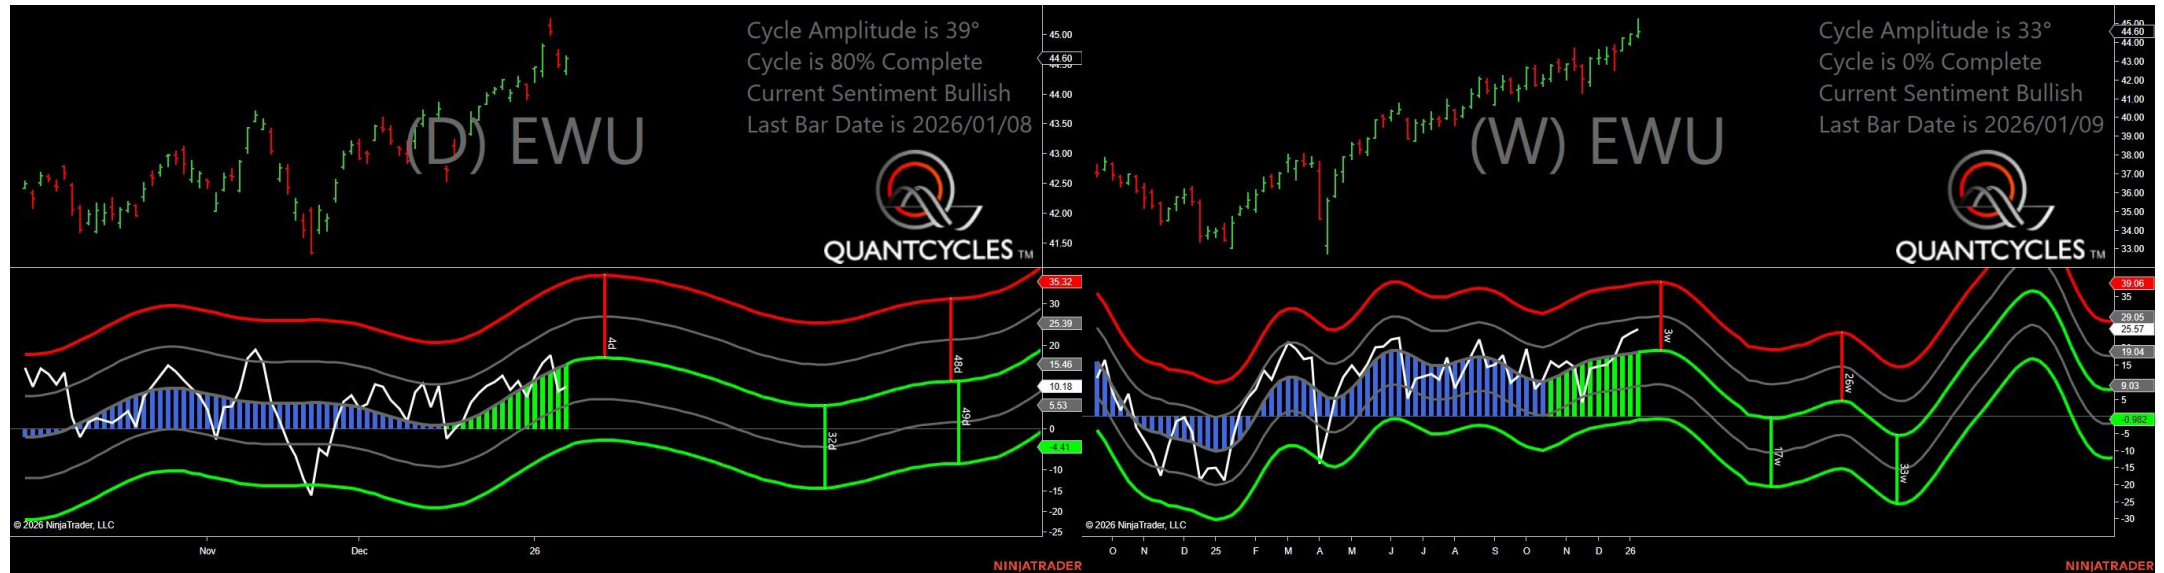 Cycle Amplitude is 39°
Cycle is 80% Complete
Current Sentiment Bullish
Last Bar Date is 2026/01/08
(D) EWU
QUANTCYCLES TM
45.00
44.60
44.00
43.50
43.00
42.50
42.00
41.50
35.32
30
25.39
20
15.46
10.18
5.53
0
-4.41
-10
-15
-20
-25
4d
32d
48d
49d
© 2026 NinjaTrader, LLC
Nov
Dec
26
NINJATRADER
Cycle Amplitude is 33°
Cycle is 0% Complete
Current Sentiment Bullish
Last Bar Date is 2026/01/09
(W) EWU
QUANTCYCLES TM
45.00
44.60
44.00
43.00
42.00
41.00
40.00
39.00
38.00
37.00
36.00
35.00
34.00
33.00
39.06
35
29.05
25.57
19.04
15
9.03
5
-0.982
-5
-10
-15
-20
-25
-30
3w
17w
26w
33w
© 2026 NinjaTrader, LLC
O N D 25 F M A M J J A S O N D 26
NINJATRADER